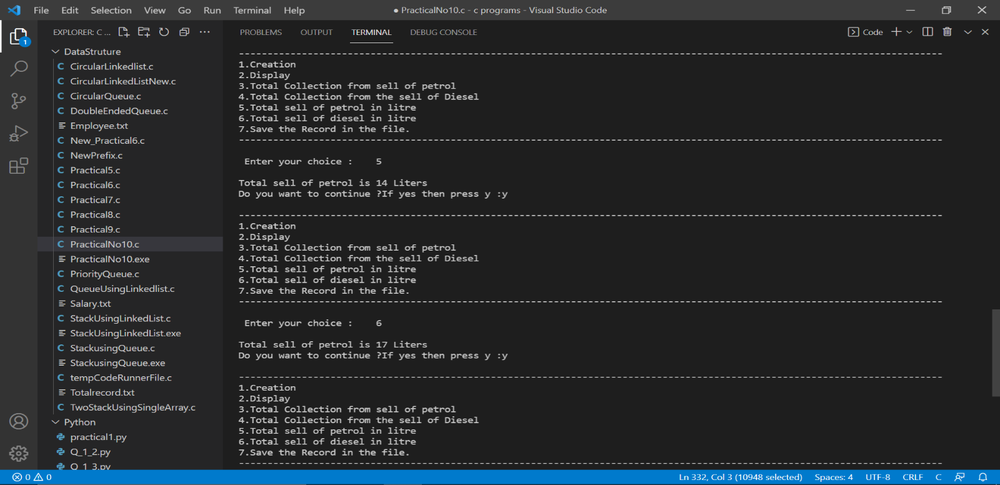 File Edit Selection View Go Run Terminal Help
● PracticalNo10.c - c programs - Visual Studio Code
EXPLORER: C ...
PROBLEMS OUTPUT TERMINAL DEBUG CONSOLE
Code
1
DataStruture
CircularLinkedlist.c
CircularLinkedListNew.c
CircularQueue.c
DoubleEndedQueue.c
Employee.txt
New_Practical6.c
NewPrefix.c
Practical5.c
Practical6.c
Practical7.c
Practical8.c
Practical9.c
PracticalNo10.c
PracticalNo10.exe
PriorityQueue.c
QueueUsingLinkedlist.c
Salary.txt
StackUsingLinkedList.c
StackUsingLinkedList.exe
StackusingQueue.c
StackusingQueue.exe
tempCodeRunnerFile.c
Totalrecord.txt
TwoStackUsingSingleArray.c
Python
practical1.py
Q_1_2.py
Q_1_3.py
---------------------------------------------------------------------------------------------------------------------------
1.Creation
2.Display
3.Total Collection from sell of petrol
4.Total Collection from the sell of Diesel
5.Total sell of petrol in litre
6.Total sell of diesel in litre
7.Save the Record in the file.
---------------------------------------------------------------------------------------------------------------------------
Enter your choice : 5
Total sell of petrol is 14 Liters
Do you want to continue ?If yes then press y :y
---------------------------------------------------------------------------------------------------------------------------
1.Creation
2.Display
3.Total Collection from sell of petrol
4.Total Collection from the sell of Diesel
5.Total sell of petrol in litre
6.Total sell of diesel in litre
7.Save the Record in the file.
---------------------------------------------------------------------------------------------------------------------------
Enter your choice : 6
Total sell of petrol is 17 Liters
Do you want to continue ?If yes then press y :y
---------------------------------------------------------------------------------------------------------------------------
1.Creation
2.Display
3.Total Collection from sell of petrol
4.Total Collection from the sell of Diesel
5.Total sell of petrol in litre
6.Total sell of diesel in litre
7.Save the Record in the file.
---------------------------------------------------------------------------------------------------------------------------
0 0
Ln 332, Col 3 (10948 selected) Spaces: 4 UTF-8 CRLF C